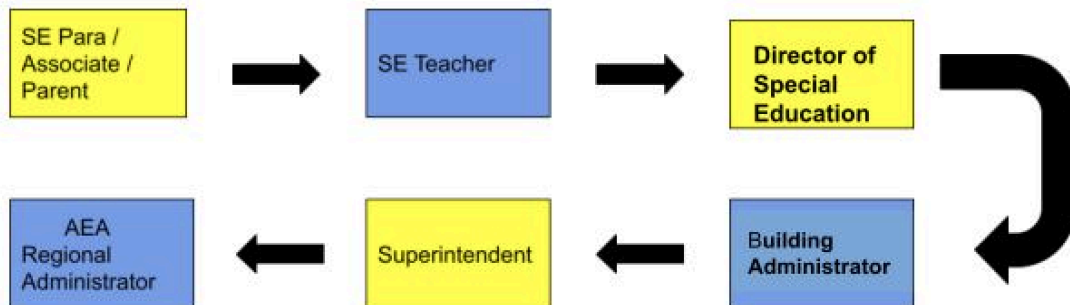 SE Para /
Associate /
Parent
SE Teacher
Director of
Special
Education
Building
Administrator
Superintendent
AEA
Regional
Administrator